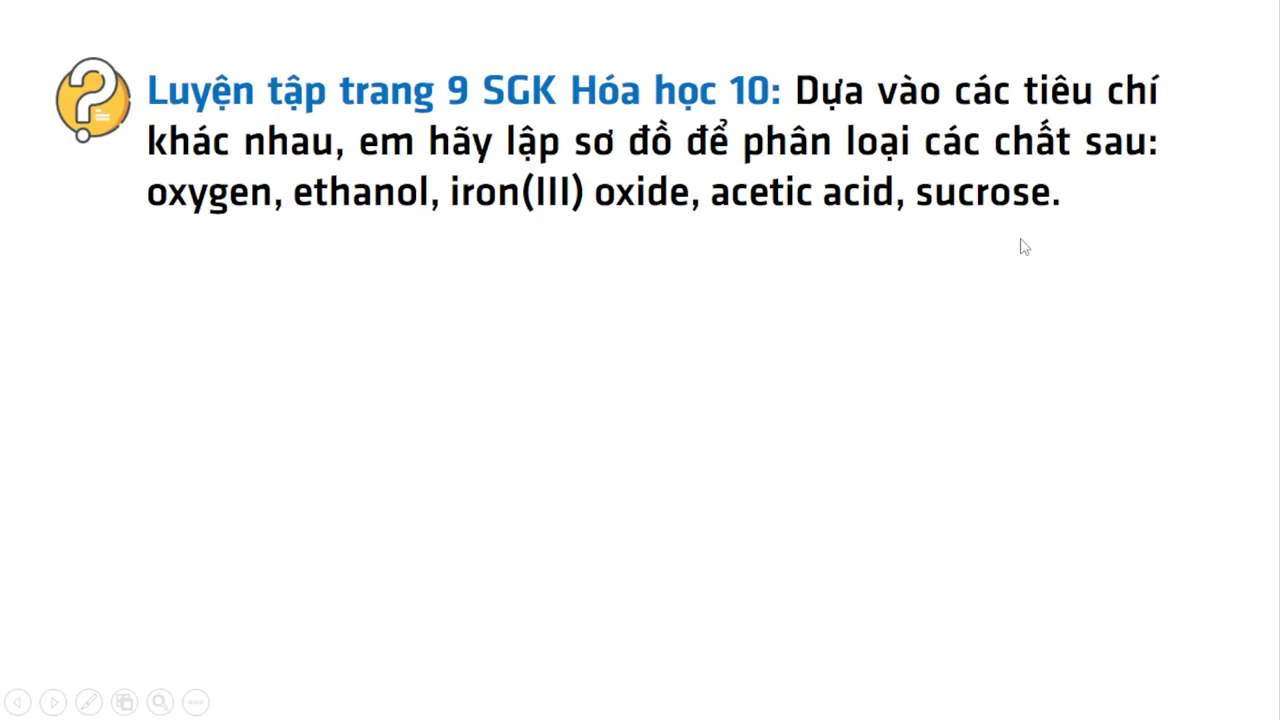 Luyện tập trang 9 SGK Hóa học 10: Dựa vào các tiêu chí
khác nhau, em hãy lập sơ đồ để phân loại các chất sau:
oxygen, ethanol, iron(III) oxide, acetic acid, sucrose.